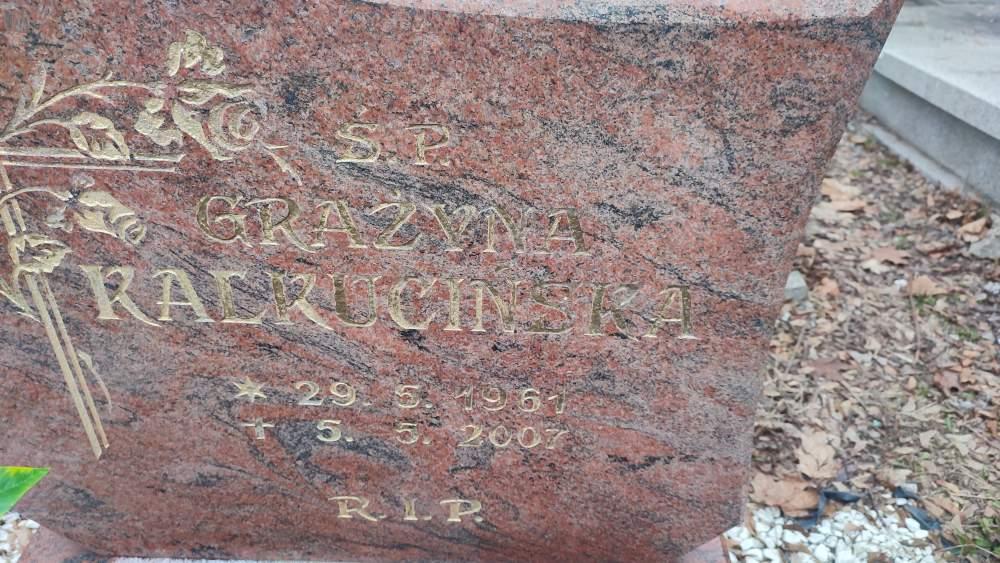 Ś.P.
GRAŻYNA
KALKUCIŃSKA
* 29. 5. 1961
† 5. 5. 2007
R.I.P.